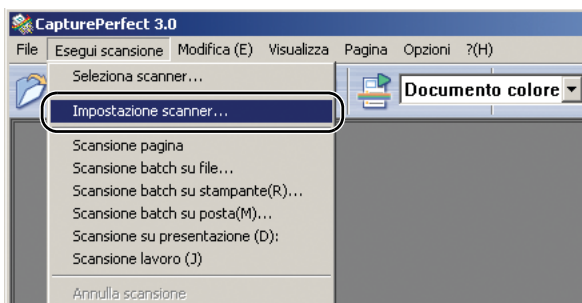 CapturePerfect 3.0
File Esegui scansione Modifica (E) Visualizza Pagina Opzioni ?(H)
Seleziona scanner...
Documento colore
Impostazione scanner...
Scansione pagina
Scansione batch su file...
Scansione batch su stampante(R)...
Scansione batch su posta(M)...
Scansione su presentazione (D):
Scansione lavoro (J)
Annulla scansione